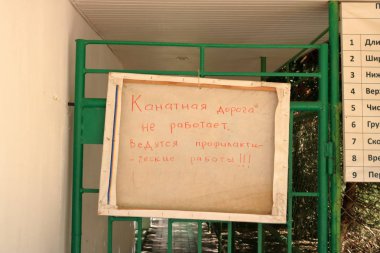 Канатная дорога
не работает
ведутся профилакти-
-ческие работы!!!
1 Дли
2 Шир
3 Ниж
4 Вер
5 Чис
6 Гру
7 Ско
8 Вре
9 Пер